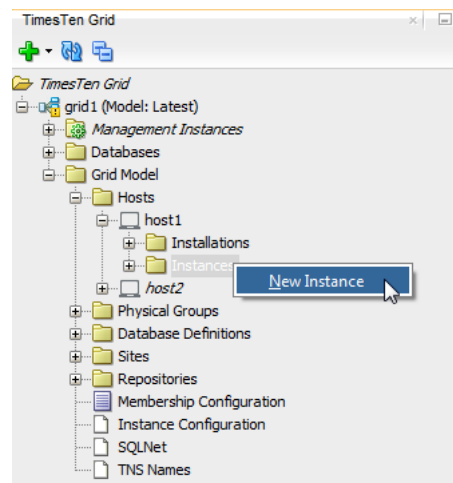 TimesTen Grid
TimesTen Grid
grid1 (Model: Latest)
Management Instances
Databases
Grid Model
Hosts
host1
Installations
Instances
New Instance
host2
Physical Groups
Database Definitions
Sites
Repositories
Membership Configuration
Instance Configuration
SQLNet
TNS Names